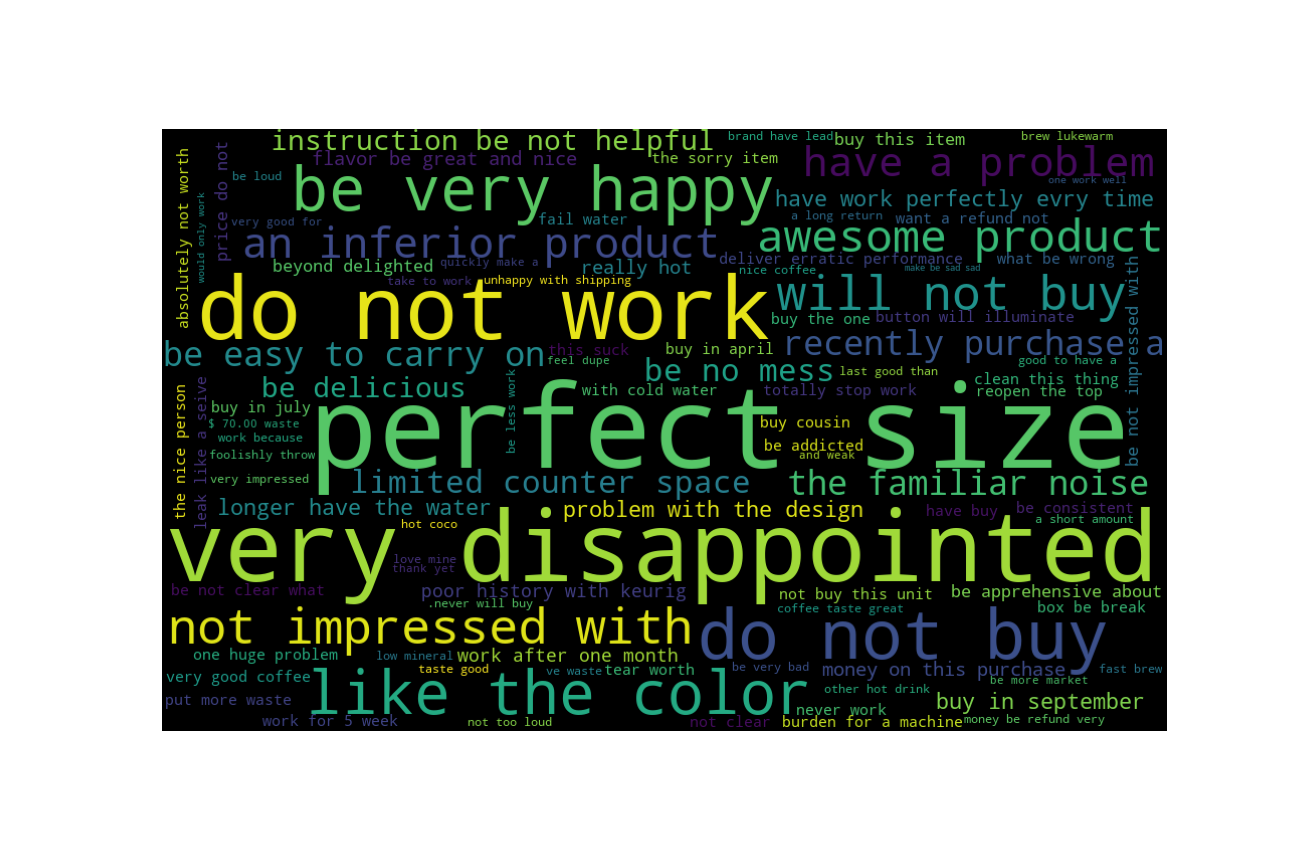 instruction be not helpful
brand have lead
buy this item
brew lukewarm
flavor be great and nice
the sorry item
have a problem
be loud
be very happy
one work well
have work perfectly evry time
absolutely not worth
price do not
would only work
very good for
fail water
a long return
want a refund not
an inferior product
awesome product
beyond delighted
quickly make a
really hot
deliver erratic performance
what be wrong
nice coffee
make be sad sad
take to work
unhappy with shipping
do not work
will not buy
buy the one
button will illuminate
be not impressed with
be easy to carry on
this suck
feel dupe
buy in april
recently purchase a
good to have a
be delicious
be no mess
last good than
clean this thing
with cold water
totally stop work
reopen the top
the nice person
leak like a seive
buy in july
be less work
$ 70.00 waste
perfect size
buy cousin
work because
be addicted
foolishly throw
and weak
very impressed
limited counter space
the familiar noise
longer have the water
problem with the design
have buy
be consistent
hot coco
a short amount
very disappointed
love mine
thank yet
be not clear what
poor history with keurig
not buy this unit
be apprehensive about
.never will buy
coffee taste great
box be break
not impressed with
do not buy
one huge problem
low mineral
work after one month
very good coffee
taste good
ve waste
tear worth
be very bad
money on this purchase
fast brew
like the color
be more market
other hot drink
put more waste
never work
buy in september
work for 5 week
not too loud
not clear
burden for a machine
money be refund very